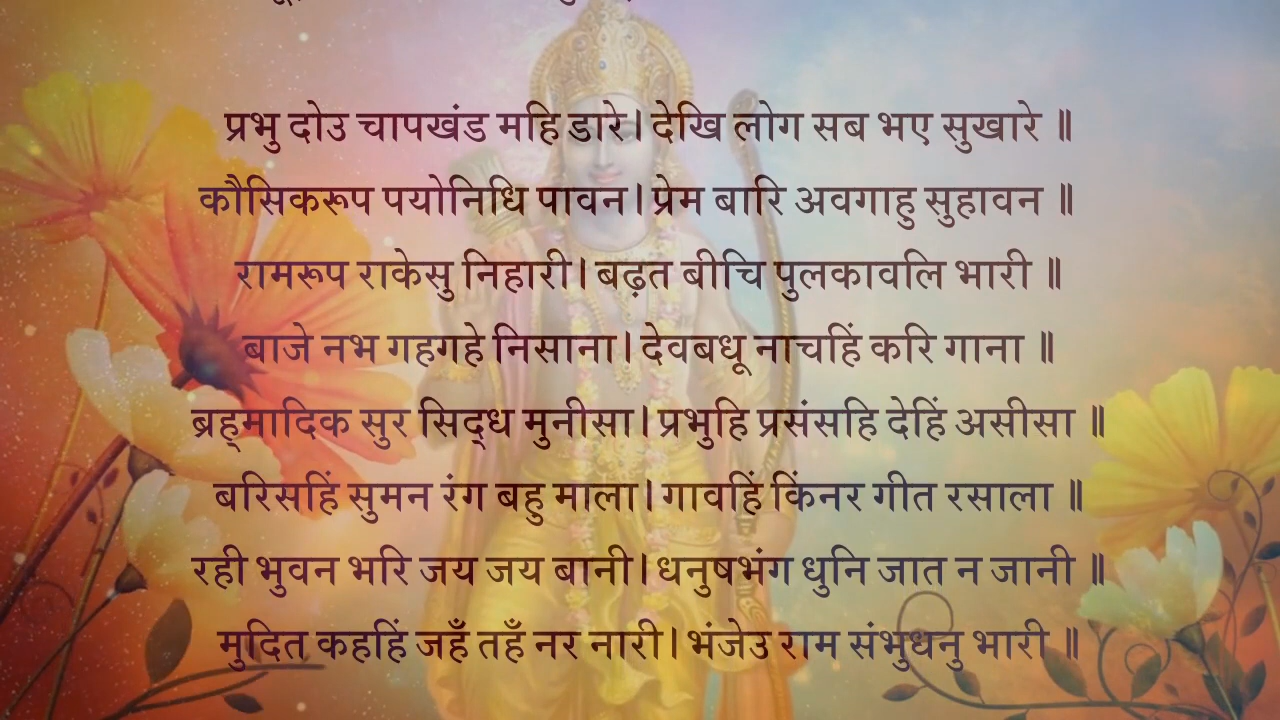 प्रभु दोउ चापखंड महि डारे। देखि लोग सब भए सुखारे ॥
कौसिकरूप पयोनिधि पावन। प्रेम बारि अवगाहु सुहावन ॥
रामरूप राकेसु निहारी। बढ़त बीचि पुलकावलि भारी ॥
बाजे नभ गहगहे निसाना। देवबधू नाचहिं करि गाना ॥
ब्रह्‌मादिक सुर सिद्‌ध मुनीसा। प्रभुहि प्रसंसहि देहिं असीसा ॥
बरिसहिं सुमन रंग बहु माला। गावहिं किंनर गीत रसाला ॥
रही भुवन भरि जय जय बानी। धनुषभंग धुनि जात न जानी ॥
मुदित कहहिं जहँ तहँ नर नारी। भंजेउ राम संभुधनु भारी ॥